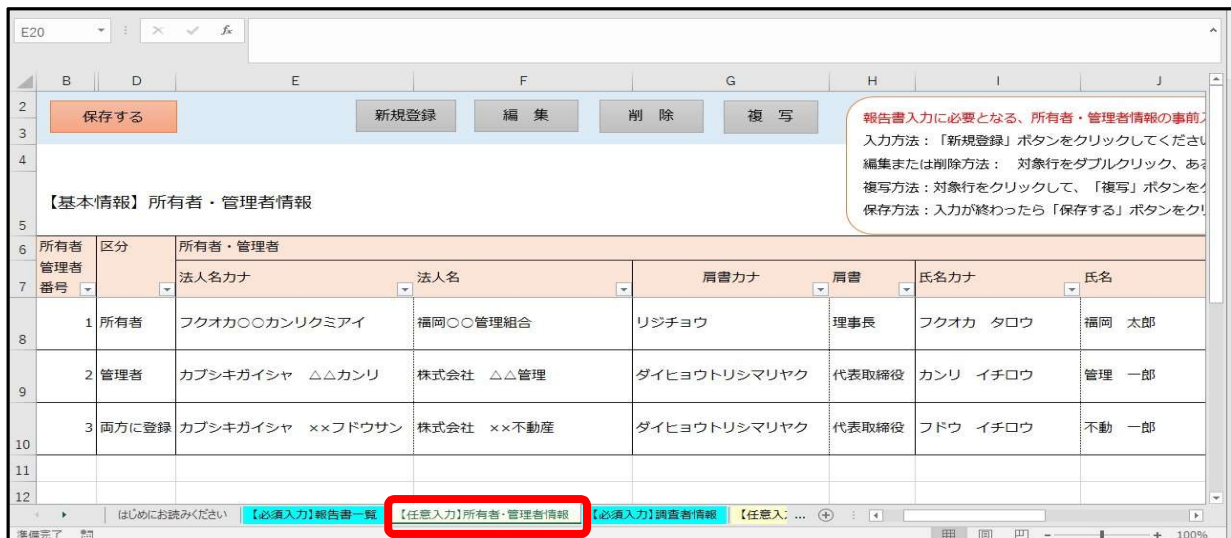 E20
fx
B D E F G H I J
2 保存する 新規登録 編 集 削 除 複 写
3
報告書入力に必要となる、所有者・管理者情報の事前
入力方法：「新規登録」ボタンをクリックしてくださ
4
編集または削除方法： 対象行をダブルクリック、ある
複写方法：対象行をクリックして、「複写」ボタンを
保存方法：入力が終わったら「保存する」ボタンをク
5 【基本情報】所有者・管理者情報
6 所有者 区分 所有者・管理者
管理者
7 番号 法人名カナ 法人名 肩書カナ 肩書 氏名カナ 氏名
8 1 所有者 フクオカ○○カンリクミアイ 福岡○○管理組合 リジチョウ 理事長 フクオカ タロウ 福岡 太郎
9 2 管理者 カブシキガイシャ △△カンリ 株式会社 △△管理 ダイヒョウトリシマリヤク 代表取締役 カンリ イチロウ 管理 一郎
10 3 両方に登録 カブシキガイシャ ××フドウサン 株式会社 ××不動産 ダイヒョウトリシマリヤク 代表取締役 フドウ イチロウ 不動 一郎
11
12
はじめにお読みください 【必須入力】報告書一覧 【任意入力】所有者・管理者情報 【必須入力】調査者情報 【任意入 ...
準備完了 100%